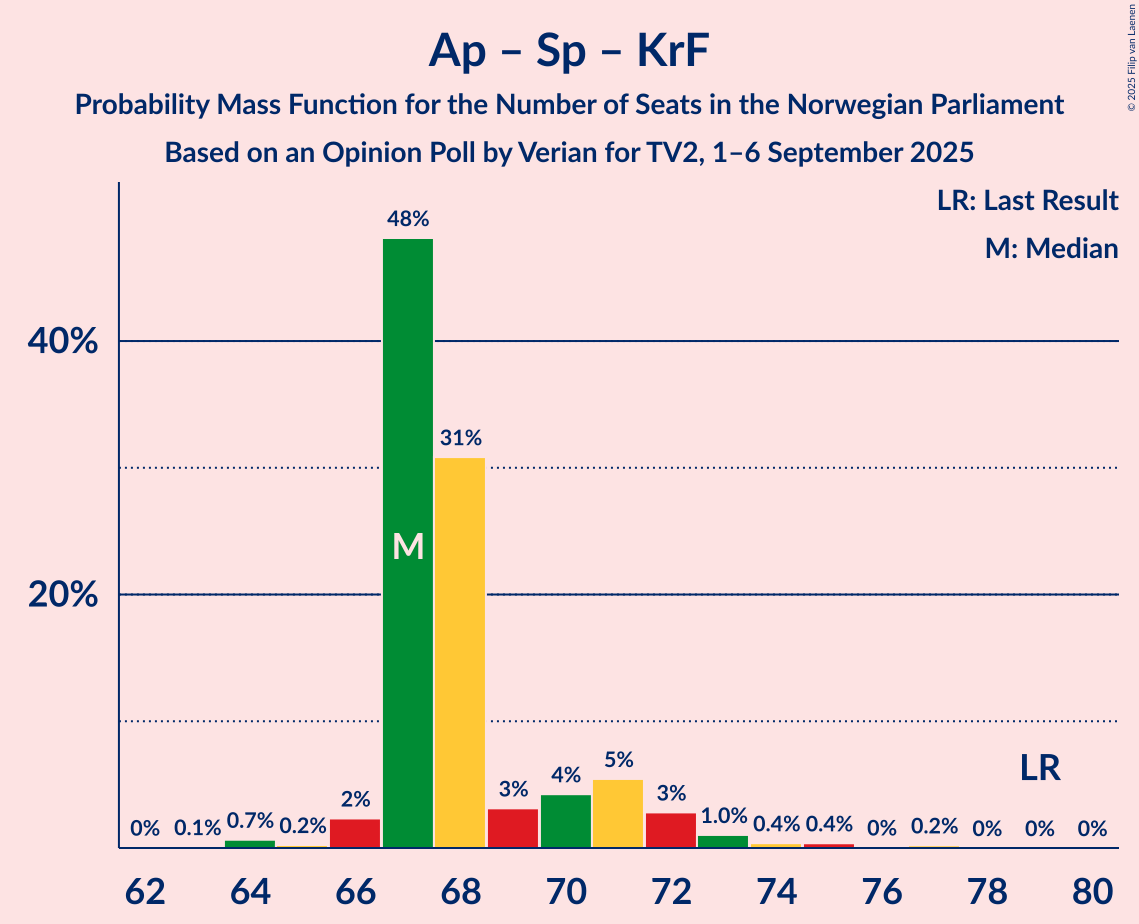 Ap – Sp – KrF
Probability Mass Function for the Number of Seats in the Norwegian Parliament
Based on an Opinion Poll by Verian for TV2, 1–6 September 2025
© 2025 Filip van Laenen
LR: Last Result
M: Median
48%
40%
31%
M
20%
LR
0% 0.1% 0.7% 0.2% 2% 3% 4% 5% 3% 1.0% 0.4% 0.4% 0% 0.2% 0% 0% 0%
62 64 66 68 70 72 74 76 78 80